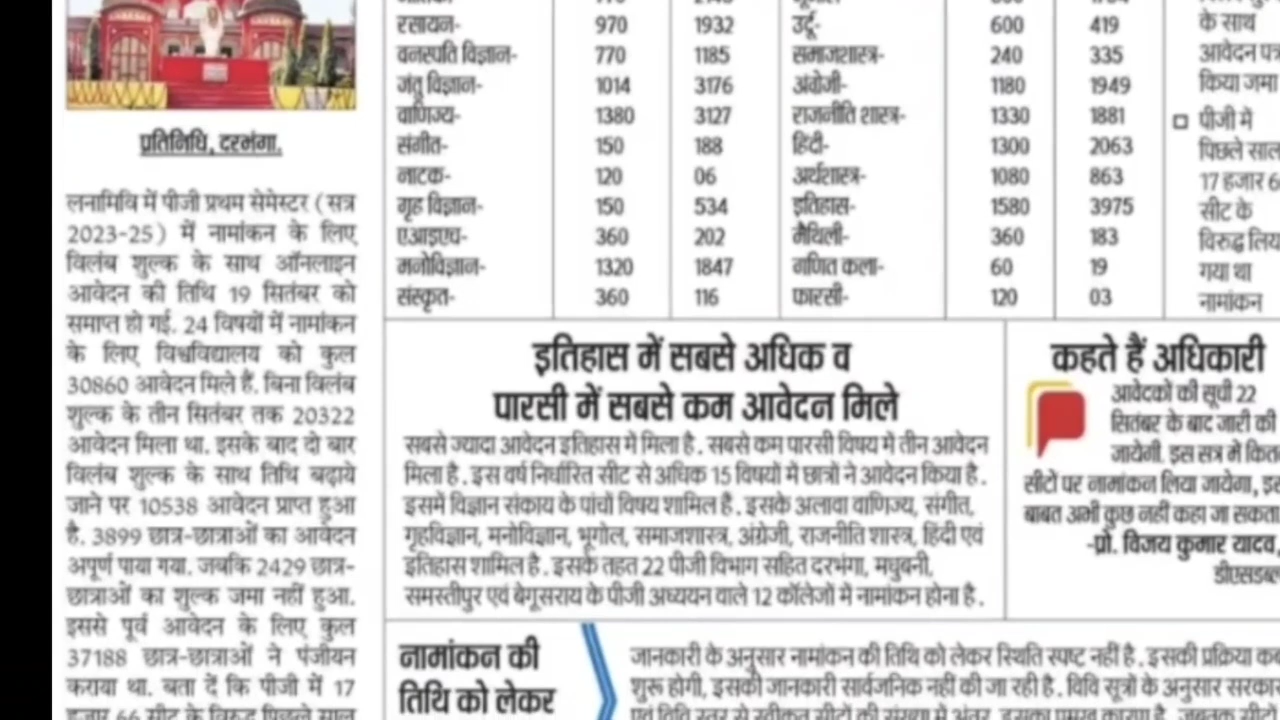 रसायन- 970 1932 उर्दू- 600 419
वनस्पति विज्ञान- 770 1185 समाजशास्त्र- 240 335
जंतु विज्ञान- 1014 3176 अंग्रेजी- 1180 1949
वाणिज्य- 1380 3127 राजनीति शास्त्र- 1330 1881
संगीत- 150 188 हिंदी- 1300 2063
नाटक- 120 06 अर्थशास्त्र- 1080 863
गृह विज्ञान- 150 534 इतिहास- 1580 3975
एआइएच- 360 202 मैथिली- 360 183
मनोविज्ञान- 1320 1847 गणित कला- 60 19
संस्कृत- 360 116 फारसी- 120 03
के साथ
आवेदन पत्र
किया जमा
पीजी में
पिछले साल
17 हजार
सीट के
विरुद्ध
गया था
नामांकन
प्रतिनिधि, दरभंगा.
लनामिवि में पीजी प्रथम सेमेस्टर (सत्र
2023-25) में नामांकन के लिए
विलंब शुल्क के साथ ऑनलाइन
आवेदन की तिथि 19 सितंबर को
समाप्त हो गई. 24 विषयों में नामांकन
के लिए विश्वविद्यालय को कुल
30860 आवेदन मिले हैं. बिना विलंब
शुल्क के तीन सितंबर तक 20322
आवेदन मिला था. इसके बाद दो बार
विलंब शुल्क के साथ तिथि बढ़ाये
जाने पर 10538 आवेदन प्राप्त हुआ
है. 3899 छात्र-छात्राओं का आवेदन
अपूर्ण पाया गया. जबकि 2429 छात्र-
छात्राओं का शुल्क जमा नहीं हुआ.
इससे पूर्व आवेदन के लिए कुल
37188 छात्र-छात्राओं ने पंजीयन
कराया था. बता दें कि पीजी में 17
हजार 66 सीट के विरुद्ध पिछले साल
इतिहास में सबसे अधिक व
पारसी में सबसे कम आवेदन मिले
सबसे ज्यादा आवेदन इतिहास में मिला है. सबसे कम पारसी विषय में तीन आवेदन
मिला है. इस वर्ष निर्धारित सीट से अधिक 15 विषयों में छात्रों ने आवेदन किया है.
इसमें विज्ञान संकाय के पांचों विषय शामिल हैं. इसके अलावा वाणिज्य, संगीत,
गृहविज्ञान, मनोविज्ञान, भूगोल, समाजशास्त्र, अंग्रेजी, राजनीति शास्त्र, हिंदी एवं
इतिहास शामिल है. इसके तहत 22 पीजी विभाग सहित दरभंगा, मधुबनी,
समस्तीपुर एवं बेगूसराय के पीजी अध्ययन वाले 12 कॉलेजों में नामांकन होना है.
कहते हैं अधिकारी
आवेदकों की सूची 22
सितंबर के बाद जारी की
जायेगी. इस सत्र में
सीटों पर नामांकन लिया जायेगा,
बाबत अभी कुछ नहीं कहा जा सकता
-प्रो. विजय कुमार यादव,
नामांकन की
तिथि को लेकर
जानकारी के अनुसार नामांकन की तिथि को लेकर स्थिति स्पष्ट नहीं है. इसकी प्रक्रिया
शुरू होगी, इसकी जानकारी सार्वजनिक नहीं की जा रही है. विवि सूत्रों के अनुसार